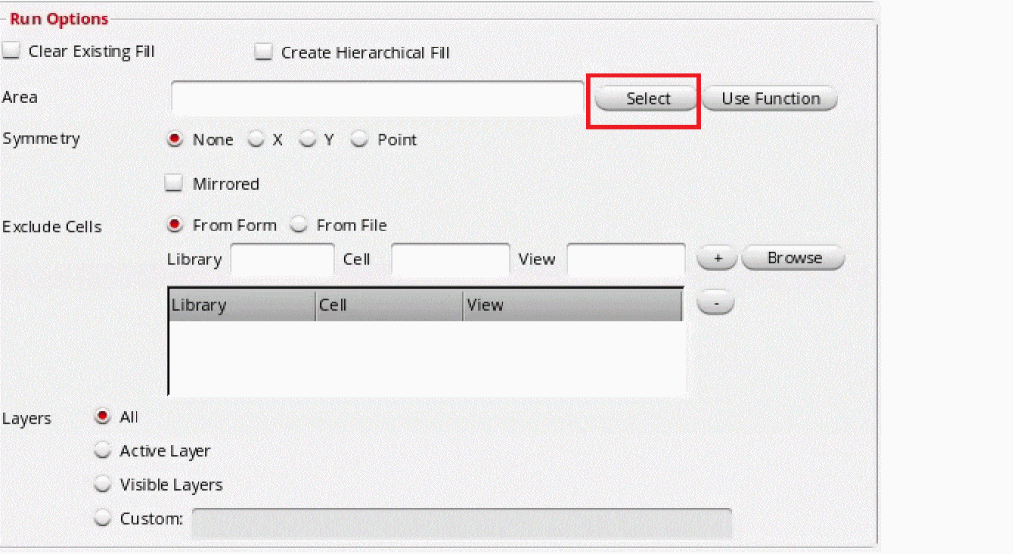 Run Options
Clear Existing Fill Create Hierarchical Fill
Area Select Use Function
Symmetry None X Y Point
Mirrored
Exclude Cells From Form From File
Library Cell View + Browse
Library Cell View -
Layers All
Active Layer
Visible Layers
Custom: